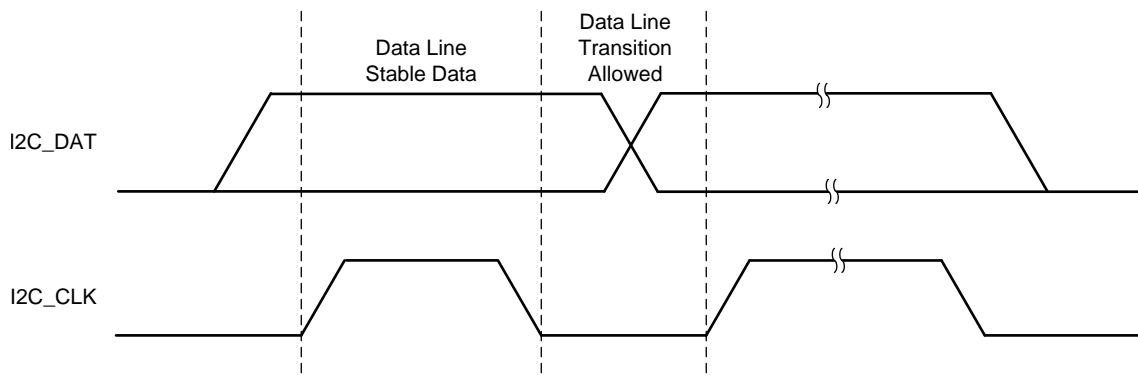 Data Line
Stable Data
Data Line
Transition
Allowed
I2C_DAT
I2C_CLK